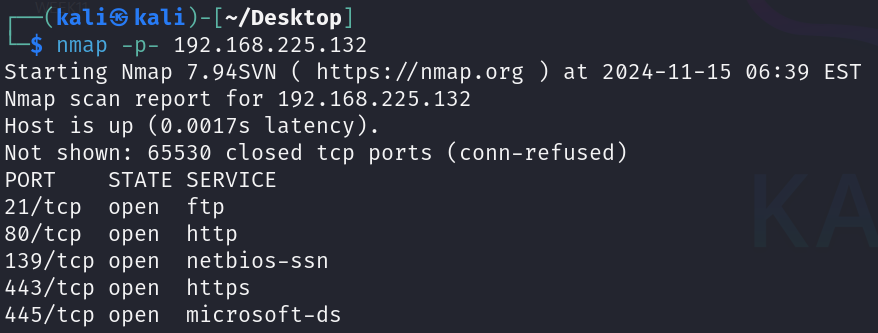 ┌──(kali㉿kali)-[~/Desktop]
└─$ nmap -p- 192.168.225.132
Starting Nmap 7.94SVN ( https://nmap.org ) at 2024-11-15 06:39 EST
Nmap scan report for 192.168.225.132
Host is up (0.0017s latency).
Not shown: 65530 closed tcp ports (conn-refused)
PORT    STATE SERVICE
21/tcp  open  ftp
80/tcp  open  http
139/tcp open  netbios-ssn
443/tcp open  https
445/tcp open  microsoft-ds
KA